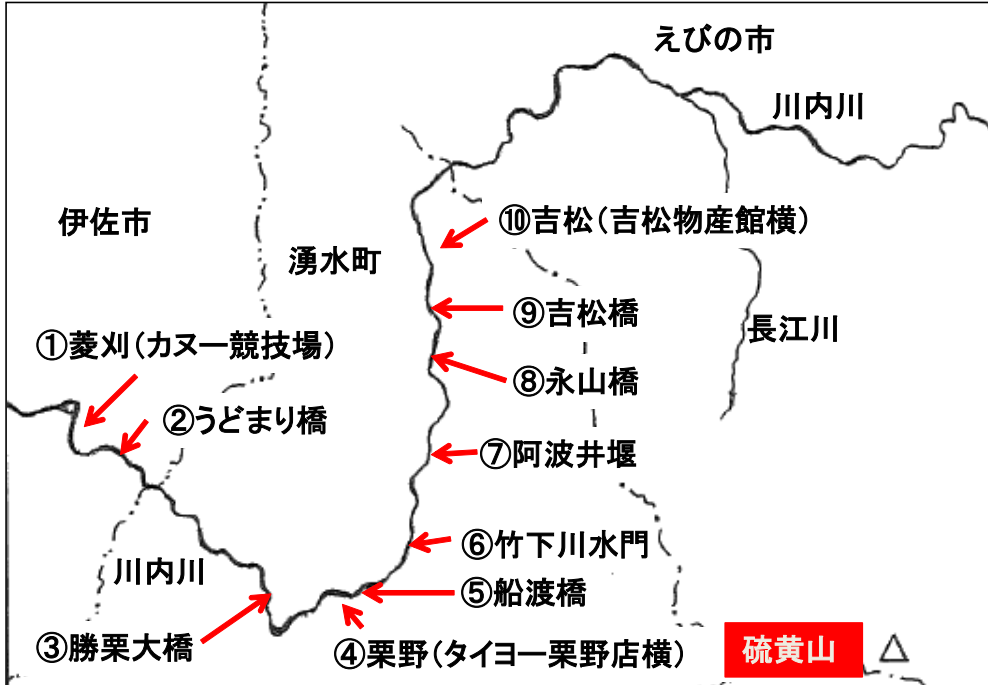 えびの市
川内川
伊佐市
⑩吉松(吉松物産館横)
湧水町
⑨吉松橋
長江川
①菱刈(カヌー競技場)
⑧永山橋
②うどまり橋
⑦阿波井堰
⑥竹下川水門
川内川
⑤船渡橋
③勝栗大橋
④栗野(タイヨー栗野店横)
硫黄山